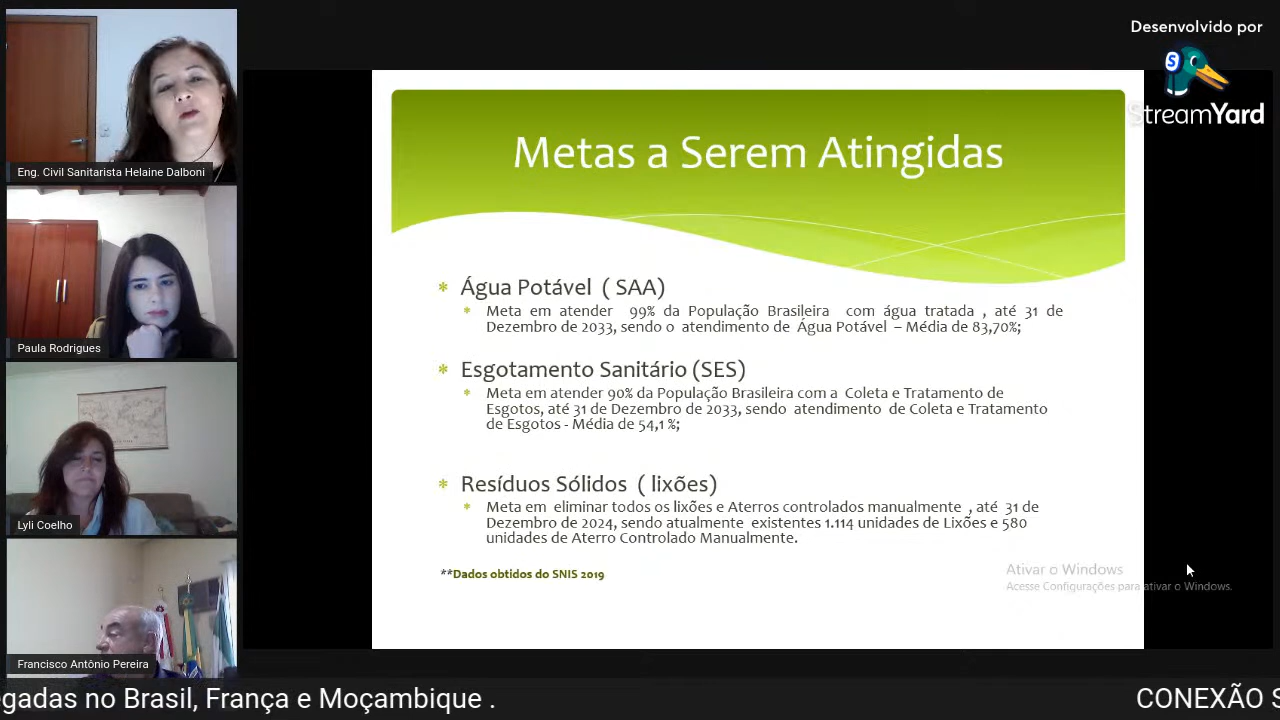 Desenvolvido por
StreamYard
Eng. Civil Sanitarista Helaine Dalboni
Paula Rodrigues
Lyli Coelho
Francisco Antônio Pereira
Metas a Serem Atingidas
* Água Potável ( SAA)
* Meta em atender 99% da População Brasileira com água tratada , até 31 de
Dezembro de 2033, sendo o atendimento de Água Potável – Média de 83,70%;
* Esgotamento Sanitário (SES)
* Meta em atender 90% da População Brasileira com a Coleta e Tratamento de
Esgotos, até 31 de Dezembro de 2033, sendo atendimento de Coleta e Tratamento
de Esgotos - Média de 54,1 %;
* Resíduos Sólidos ( lixões)
* Meta em eliminar todos os lixões e Aterros controlados manualmente , até 31 de
Dezembro de 2024, sendo atualmente existentes 1.114 unidades de Lixões e 580
unidades de Aterro Controlado Manualmente.
**Dados obtidos do SNIS 2019
Ativar o Windows
Acesse Configurações para ativar o Windows.
gadas no Brasil, França e Moçambique . CONEXÃO S